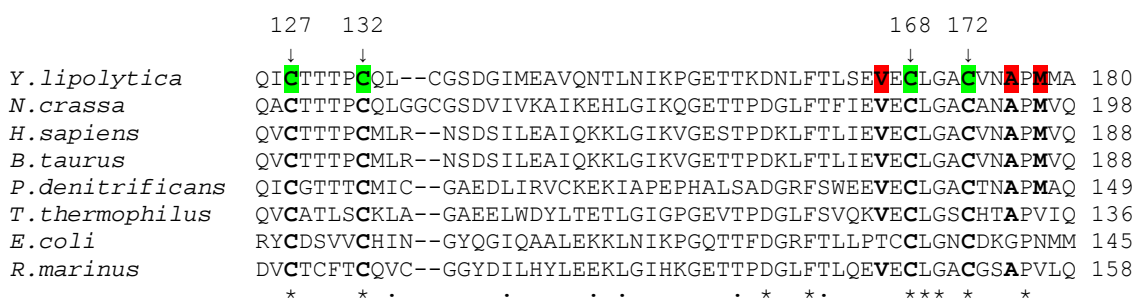 127 132 168 172
↓ ↓ ↓ ↓
Y.lipolytica QICTTTPCQL--CGSDGIMEAVQNTLNIKPGETTKDNLFTLSEVECLGACVNAPMMA 180
N.crassa QACTTTPCQLGGCGSDVIVKAIKEHLGIKQGETTPDGLFTFIEVECLGACANAPMVQ 198
H.sapiens QVCTTTPCMLR--NSDSILEAIQKKLGIKVGESTPDKLFTLIEVECLGACVNAPMVQ 188
B.taurus QVCTTTPCMLR--NSDSILEAIQKKLGIKVGETTPDKLFTLIEVECLGACVNAPMVQ 188
P.denitrificans QICGTTTCMIC--GAEDLIRVCKEKIAPEPHALSADGRFSWEEVECLGACTNAPMAQ 149
T.thermophilus QVCATLSCKLA--GAEELWDYLTETLGIGPGEVTPDGLFSVQKVECLGSCHTAPVIQ 136
E.coli RYCDSVVCHIN--GYQGIQAALEKKLNIKPGQTTFDGRFTLLPTCCLGNCDKGPNMM 145
R.marinus DVCTCFTCQVC--GGYDILHYLEEKLGIHKGETTPDGLFTLQEVECLGACGSAPVLQ 158
* * . . . . . * *. *** * *